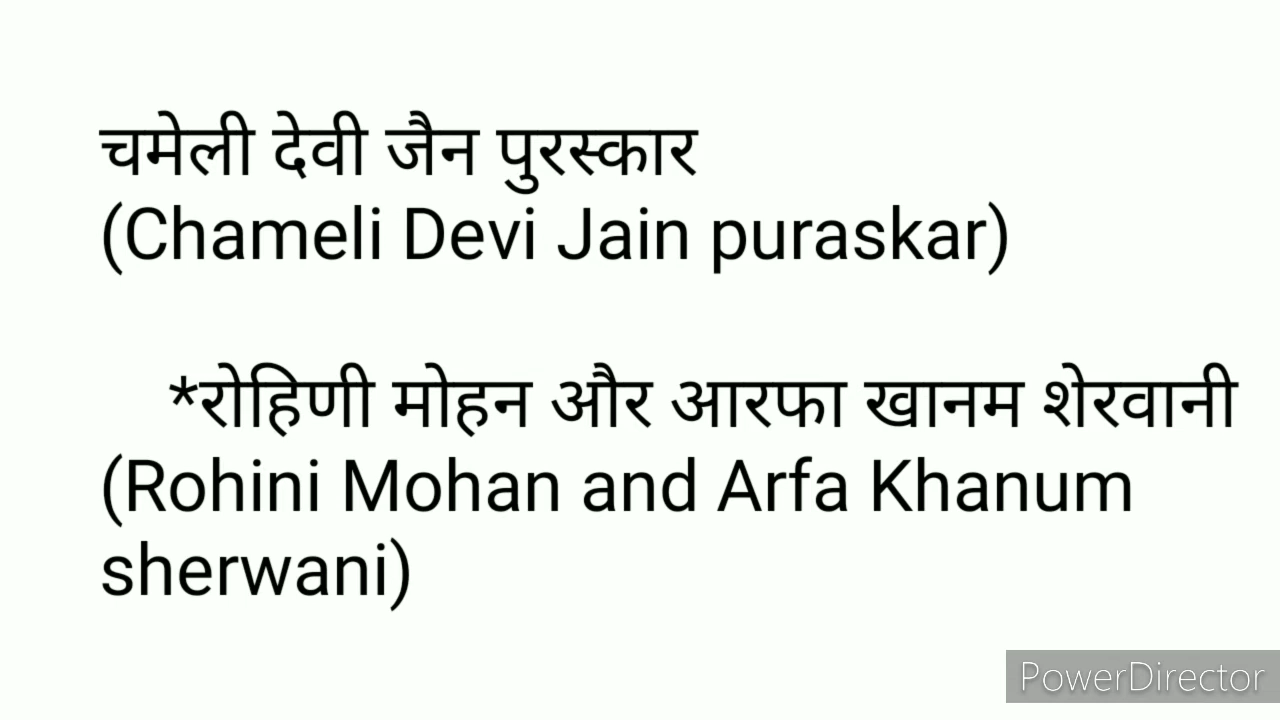 चमेली देवी जैन पुरस्कार
(Chameli Devi Jain puraskar)
*रोहिणी मोहन और आरफा खानम शेरवानी
(Rohini Mohan and Arfa Khanum
sherwani)
PowerDirector